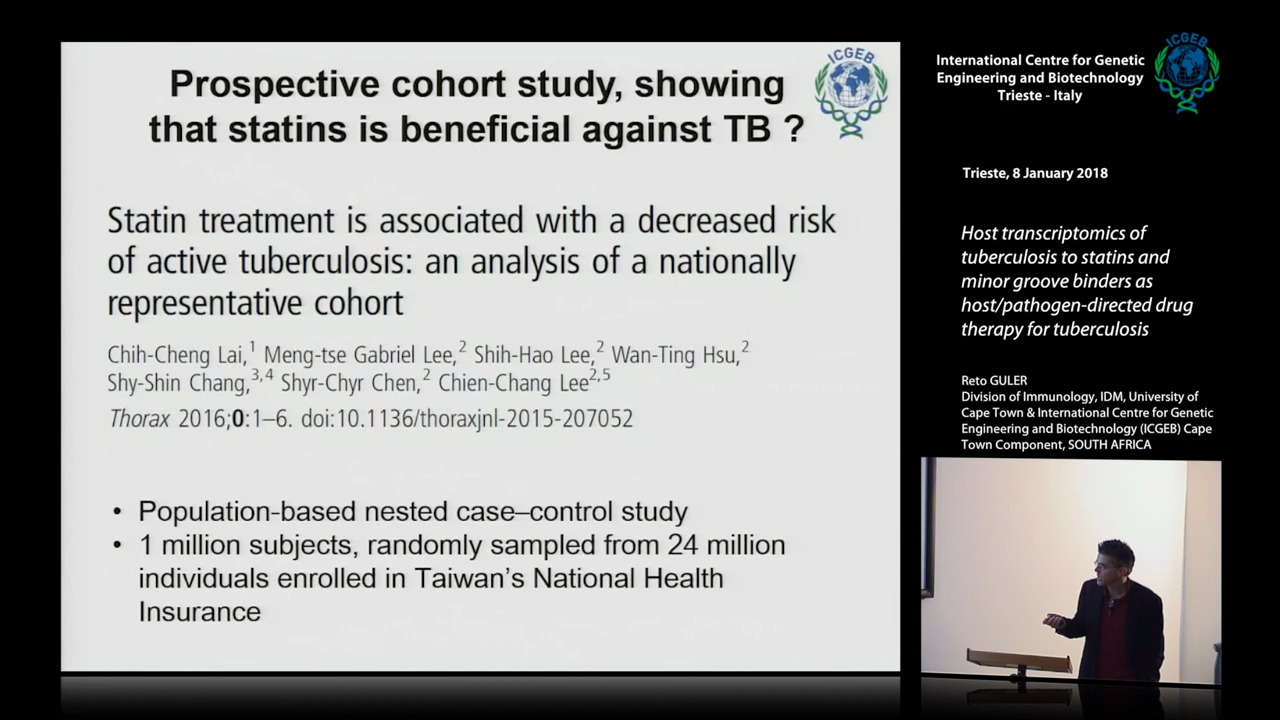 Prospective cohort study, showing
that statins is beneficial against TB ?
ICGEB
Statin treatment is associated with a decreased risk
of active tuberculosis: an analysis of a nationally
representative cohort
Chih-Cheng Lai,1 Meng-tse Gabriel Lee,2 Shih-Hao Lee,2 Wan-Ting Hsu,2
Shy-Shin Chang,3,4 Shyr-Chyr Chen,2 Chien-Chang Lee2,5
Thorax 2016;0:1–6. doi:10.1136/thoraxjnl-2015-207052
• Population-based nested case–control study
• 1 million subjects, randomly sampled from 24 million
individuals enrolled in Taiwan’s National Health
Insurance
International Centre for Genetic
Engineering and Biotechnology
Trieste - Italy
ICGEB
Trieste, 8 January 2018
Host transcriptomics of
tuberculosis to statins and
minor groove binders as
host/pathogen-directed drug
therapy for tuberculosis
Reto GULER
Division of Immunology, IDM, University of
Cape Town & International Centre for Genetic
Engineering and Biotechnology (ICGEB) Cape
Town Component, SOUTH AFRICA